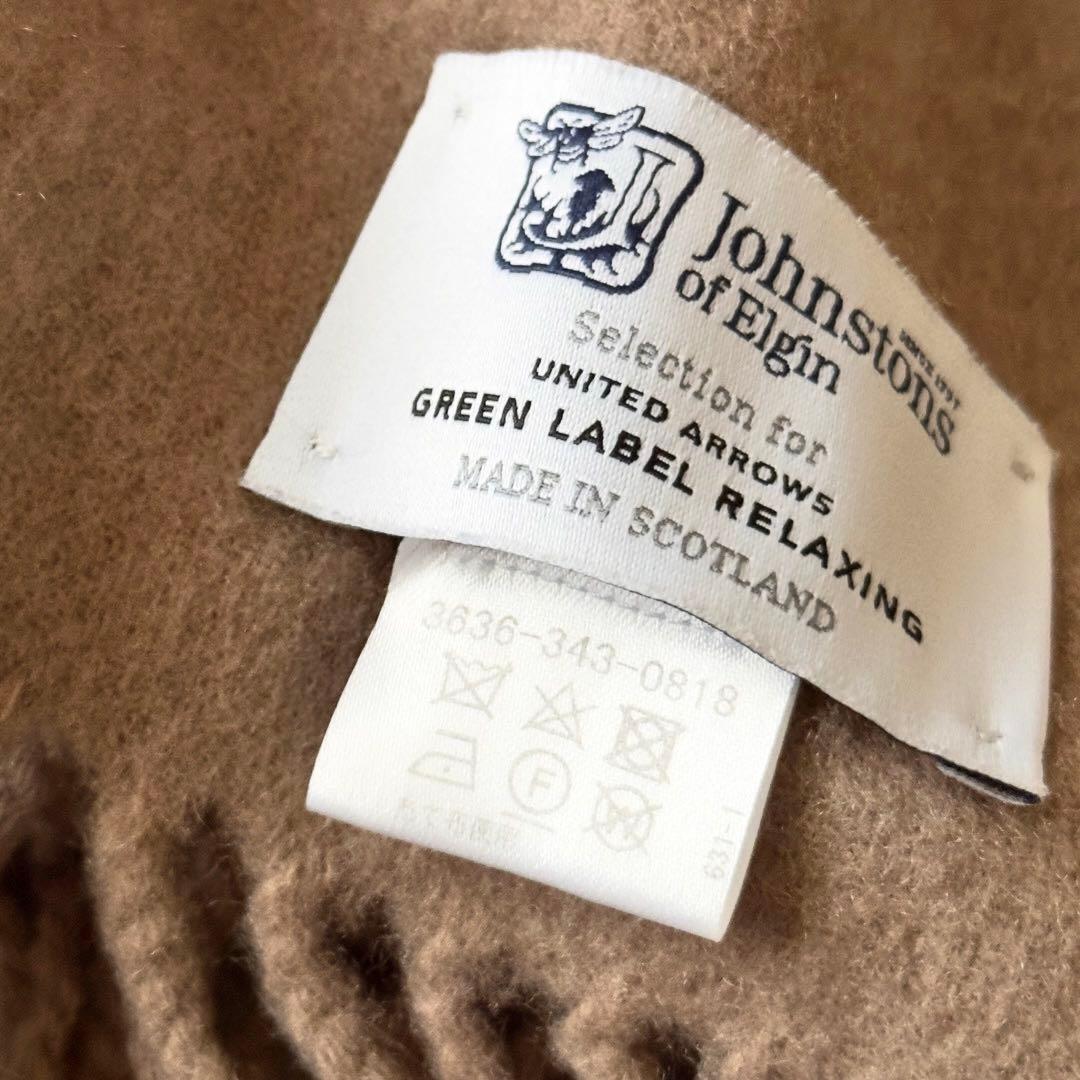 Johnstons
of Elgin
SINCE 1797
Selection for
UNITED ARROWS
GREEN LABEL RELAXING
MADE IN SCOTLAND
3636-343-0818
F
W
631-1